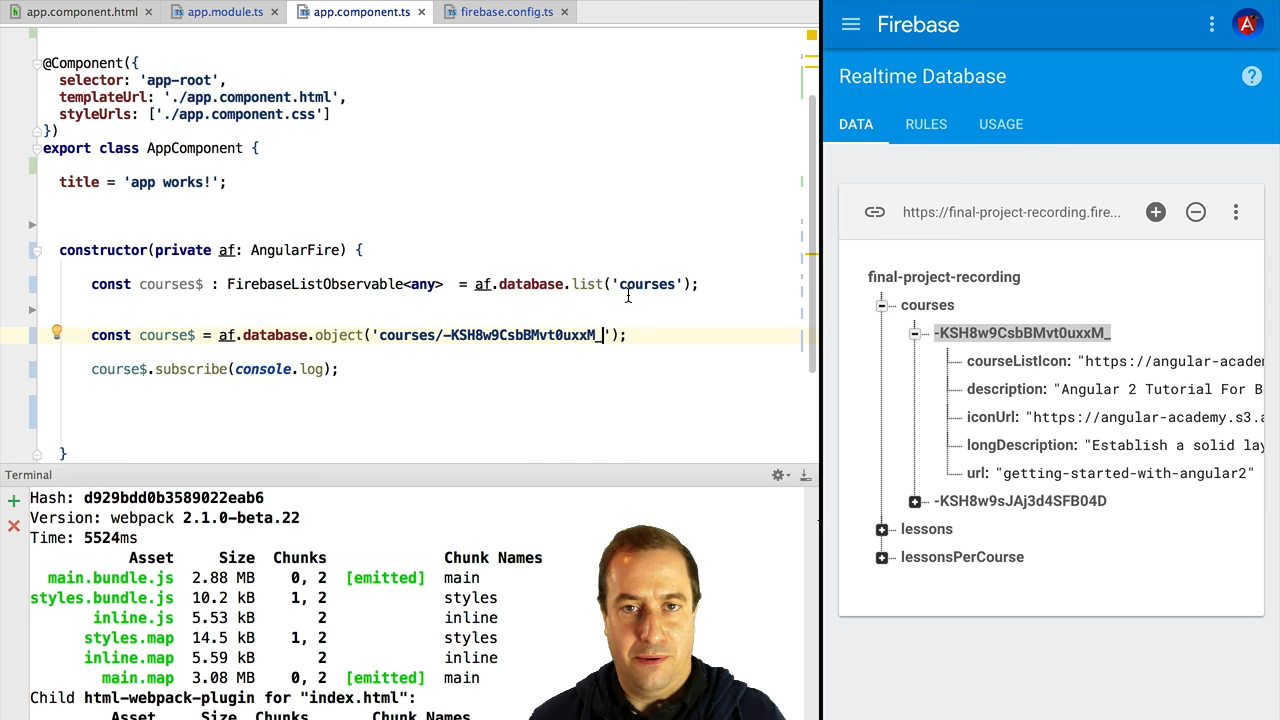 app.component.html
app.module.ts
app.component.ts
firebase.config.ts
@Component({
selector: 'app-root',
templateUrl: './app.component.html',
styleUrls: ['./app.component.css']
})
export class AppComponent {
title = 'app works!';
constructor(private af: AngularFire) {
const courses$ : FirebaseListObservable<any>  = af.database.list('courses');
const course$ = af.database.object('courses/-KSH8w9CsbBMvt0uxxM_');
course$.subscribe(console.log);
}
Terminal
Hash: d929bdd0b3589022eab6
Version: webpack 2.1.0-beta.22
Time: 5524ms
Asset Size Chunks Chunk Names
main.bundle.js 2.88 MB 0, 2 [emitted] main
styles.bundle.js 10.2 kB 1, 2 styles
inline.js 5.53 kB 2 inline
styles.map 14.5 kB 1, 2 styles
inline.map 5.59 kB 2 inline
main.map 3.08 MB 0, 2 [emitted] main
Child html-webpack-plugin for "index.html":
Asset Size Chunks Chunk Names
Firebase
Realtime Database
DATA RULES USAGE
https://final-project-recording.fire...
final-project-recording
courses
-KSH8w9CsbBMvt0uxxM_
courseListIcon: "https://angular-acade
description: "Angular 2 Tutorial For B
iconUrl: "https://angular-academy.s3.a
longDescription: "Establish a solid lay
url: "getting-started-with-angular2"
-KSH8w9sJAj3d4SFB04D
lessons
lessonsPerCourse